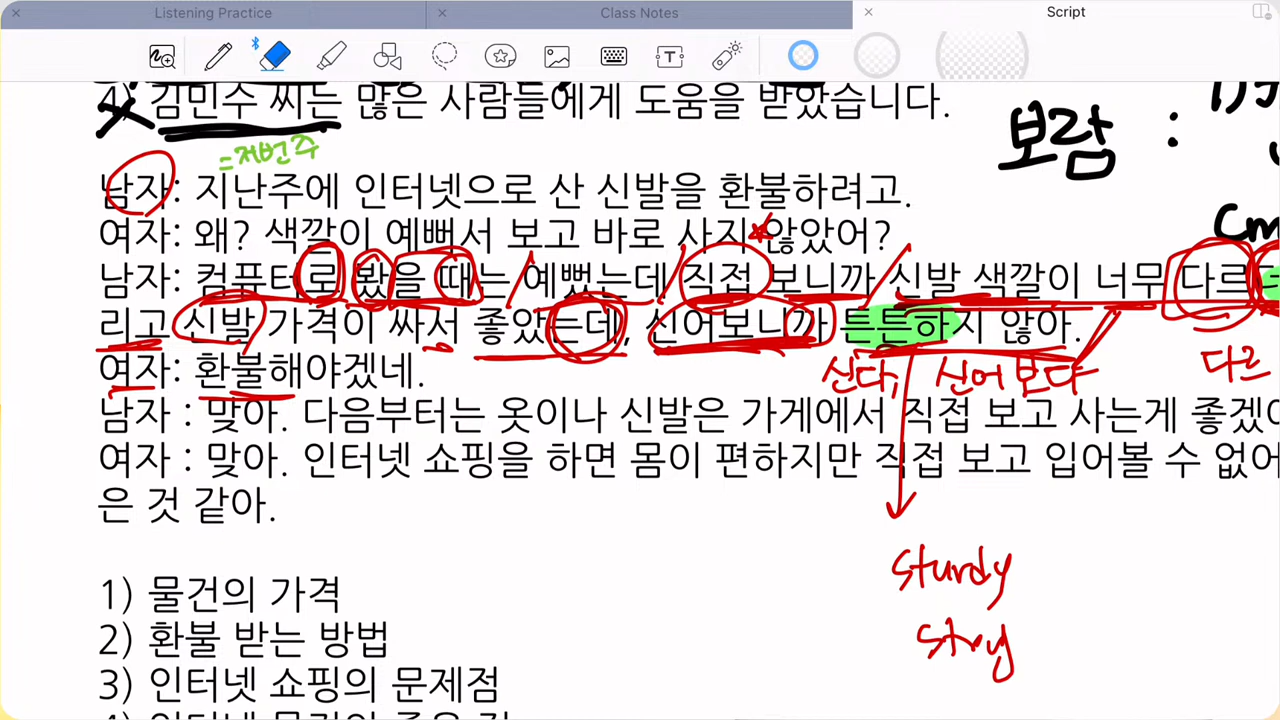 Listening Practice
Class Notes
Script
4) 김민수 씨는 많은 사람들에게 도움을 받았습니다.
보람 :
=저번주
남자: 지난주에 인터넷으로 산 신발을 환불하려고.
여자: 왜? 색깔이 예뻐서 보고 바로 사지 않았어?
cm
남자: 컴퓨터로 봤을 때는 예뻤는데 직접 보니까 신발 색깔이 너무 다르
리고 신발 가격이 싸서 좋았는데, 신어보니까 튼튼하지 않아.
여자: 환불해야겠네.
신다, 신어 보다
다르
남자 : 맞아. 다음부터는 옷이나 신발은 가게에서 직접 보고 사는게 좋겠
여자 : 맞아. 인터넷 쇼핑을 하면 몸이 편하지만 직접 보고 입어볼 수 없어
은 것 같아.
sturdy
1) 물건의 가격
2) 환불 받는 방법
3) 인터넷 쇼핑의 문제점